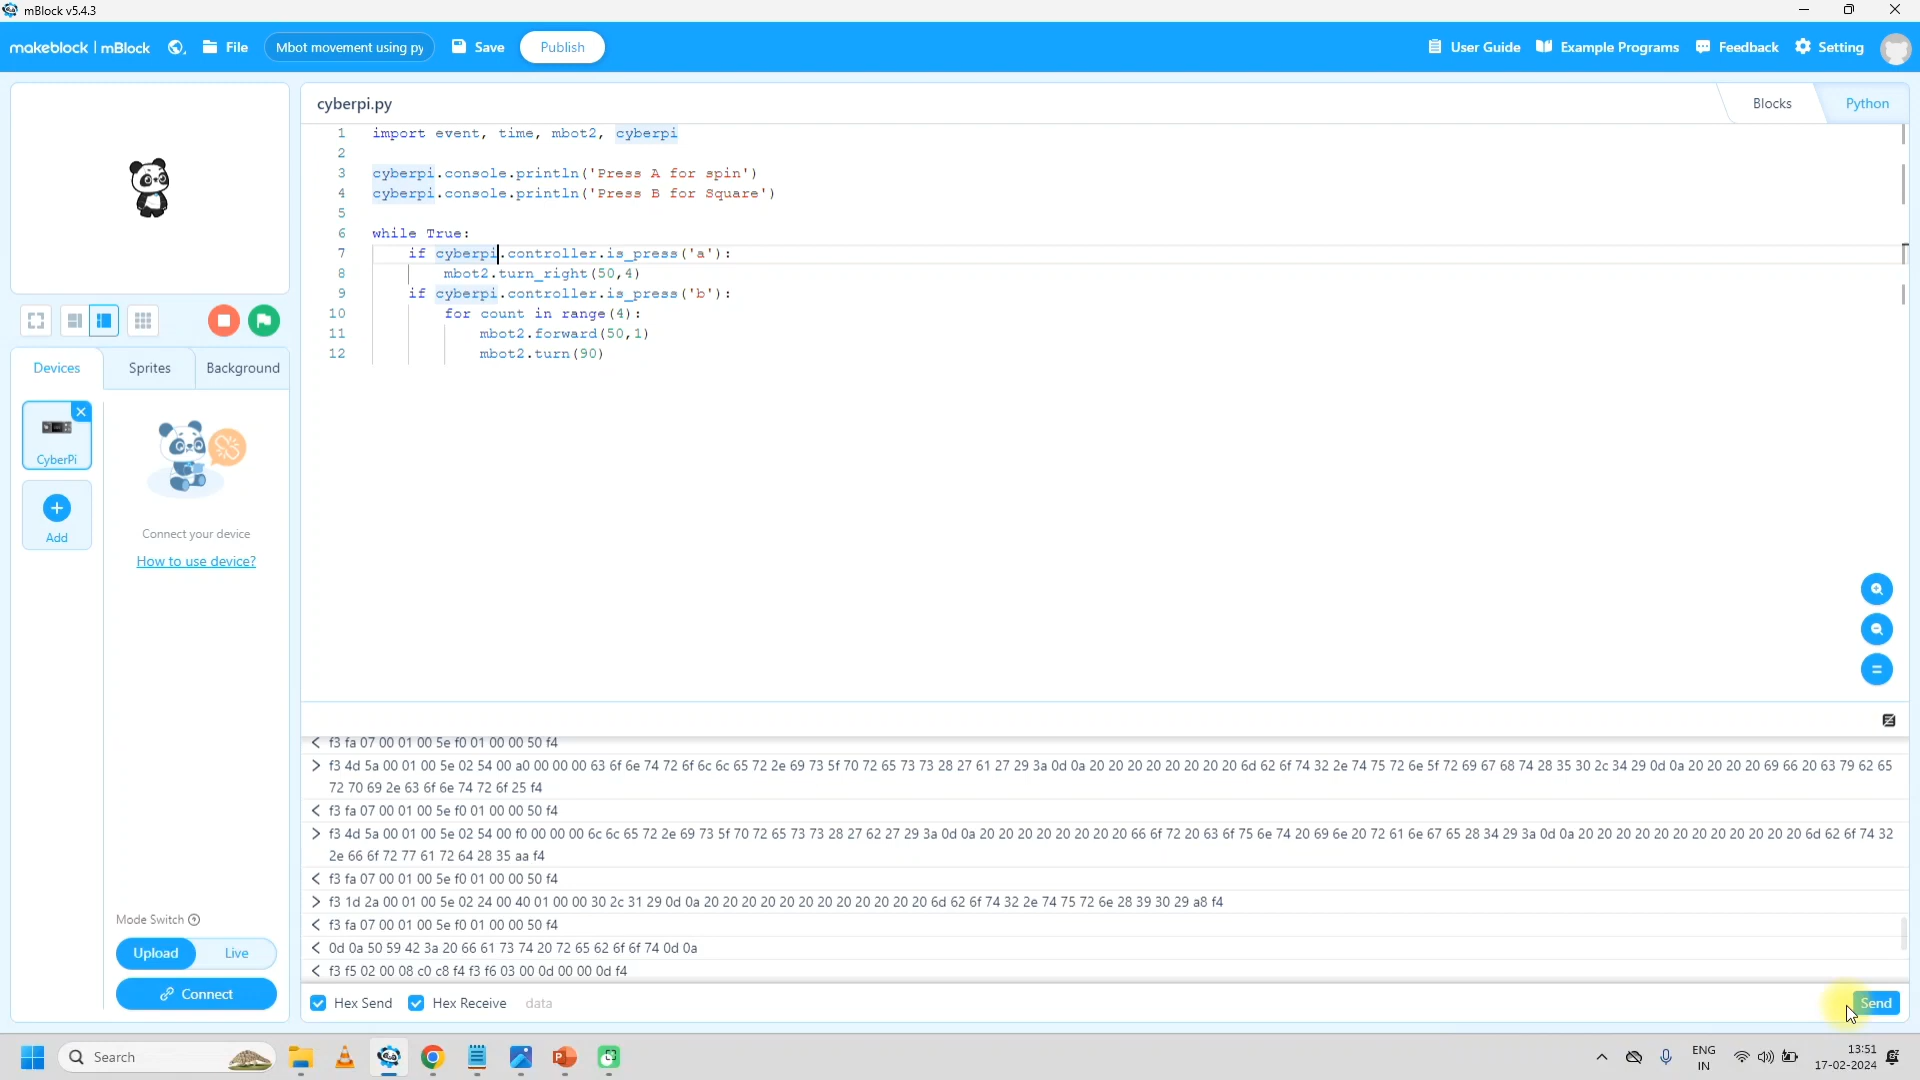 mBlock v5.4.3
makeblock | mBlock File Mbot movement using py Save Publish User Guide Example Programs Feedback Setting
cyberpi.py Blocks Python
1 import event, time, mbot2, cyberpi
2
3 cyberpi.console.println('Press A for spin')
4 cyberpi.console.println('Press B for Square')
5
6 while True:
7 if cyberpi.controller.is_press('a'):
8 mbot2.turn_right(50,4)
9 if cyberpi.controller.is_press('b'):
10 for count in range(4):
11 mbot2.forward(50,1)
12 mbot2.turn(90)
Devices Sprites Background
CyberPi
Add
Connect your device
How to use device?
Mode Switch
Upload Live
Connect
< f3 fa 07 00 01 00 5e f0 01 00 00 50 f4
> f3 4d 5a 00 01 00 5e 02 54 00 a0 00 00 00 63 6f 6e 74 72 6f 6c 6c 65 72 2e 69 73 5f 70 72 65 73 73 28 27 61 27 29 3a 0d 0a 20 20 20 20 20 20 20 20 6d 62 6f 74 32 2e 74 75 72 6e 5f 72 69 67 68 74 28 35 30 2c 34 29 0d 0a 20 20 20 20 69 66 20 63 79 62 65
72 70 69 2e 63 6f 6e 74 72 6f 25 f4
< f3 fa 07 00 01 00 5e f0 01 00 00 50 f4
> f3 4d 5a 00 01 00 5e 02 54 00 f0 00 00 00 6c 6c 65 72 2e 69 73 5f 70 72 65 73 73 28 27 62 27 29 3a 0d 0a 20 20 20 20 20 20 20 20 66 6f 72 20 63 6f 75 6e 74 20 69 6e 20 72 61 6e 67 65 28 34 29 3a 0d 0a 20 20 20 20 20 20 20 20 20 20 20 20 6d 62 6f 74 32
2e 66 6f 72 77 61 72 64 28 35 aa f4
< f3 fa 07 00 01 00 5e f0 01 00 00 50 f4
> f3 1d 2a 00 01 00 5e 02 24 00 40 01 00 00 30 2c 31 29 0d 0a 20 20 20 20 20 20 20 20 20 20 20 20 6d 62 6f 74 32 2e 74 75 72 6e 28 39 30 29 a8 f4
< f3 fa 07 00 01 00 5e f0 01 00 00 50 f4
< 0d 0a 50 59 42 3a 20 66 61 73 74 20 72 65 62 6f 6f 74 0d 0a
< f3 f5 02 00 08 c0 c8 f4 f3 f6 03 00 0d 00 00 0d f4
Hex Send Hex Receive data Send
Search ENG 13:51
IN 17-02-2024